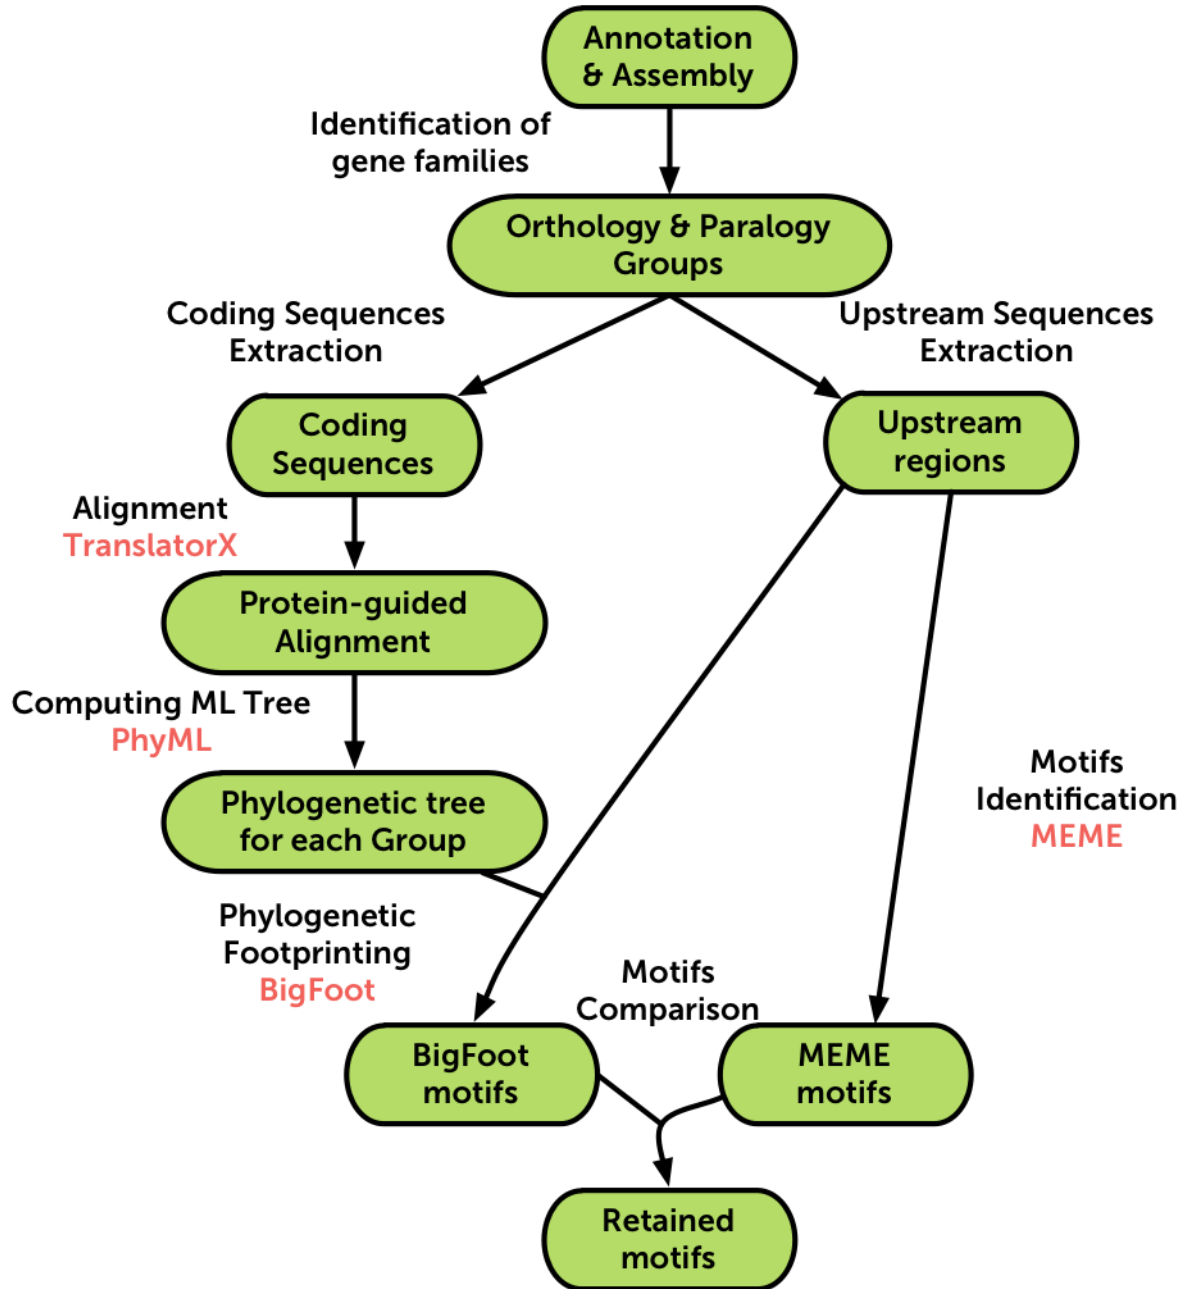 Annotation
& Assembly
Identification of
gene families
Orthology & Paralogy
Groups
Coding Sequences
Extraction
Upstream Sequences
Extraction
Coding
Sequences
Upstream
regions
Alignment
TranslatorX
Protein-guided
Alignment
Computing ML Tree
PhyML
Phylogenetic tree
for each Group
Motifs
Identification
MEME
Phylogenetic
Footprinting
BigFoot
Motifs
Comparison
BigFoot
motifs
MEME
motifs
Retained
motifs